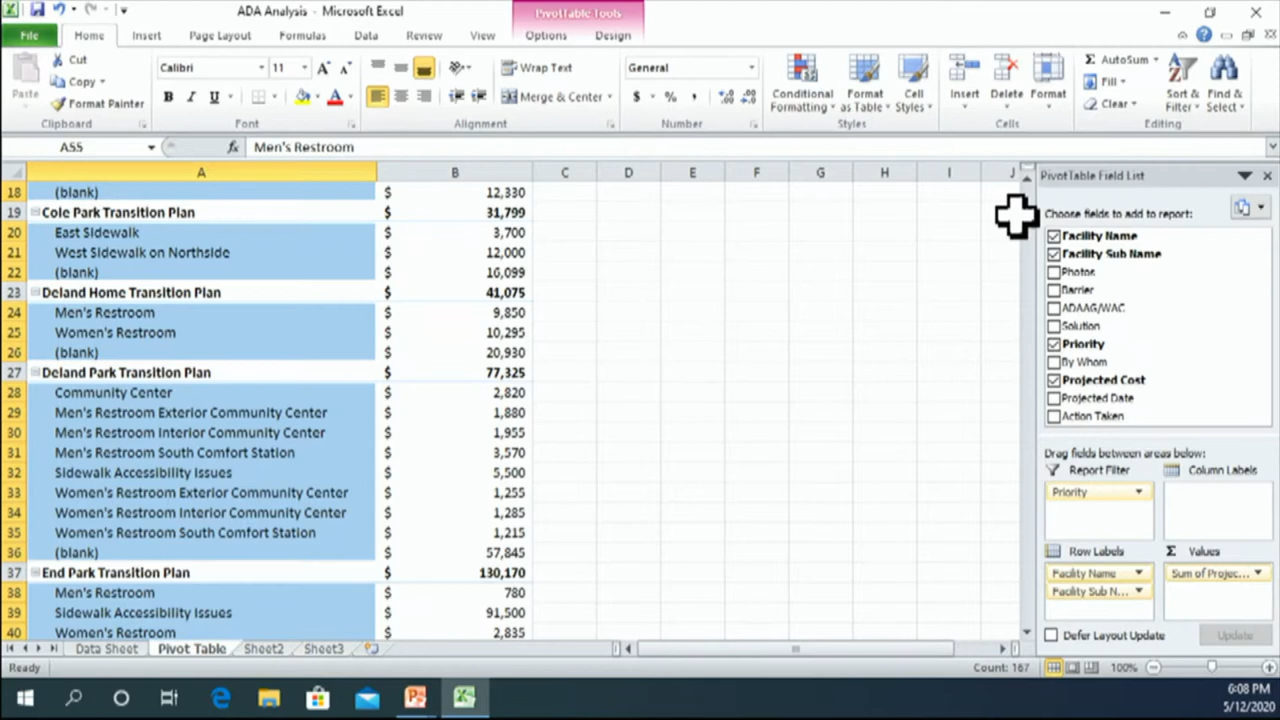 ADA Analysis - Microsoft Excel
PivotTable Tools
File Home Insert Page Layout Formulas Data Review View Options Design
Paste
Cut
Copy
Format Painter
Clipboard
Calibri 11
B I U
Font
Wrap Text
Merge & Center
Alignment
General
$ % ,
Number
Conditional Formatting
Format as Table
Cell Styles
Styles
Insert Delete Format
Cells
Σ AutoSum
Fill
Clear
Sort & Filter
Find & Select
Editing
A55 fx Men's Restroom
A B C D E F G H I J
18 (blank) $ 12,330
19 Cole Park Transition Plan $ 31,799
20 East Sidewalk $ 3,700
21 West Sidewalk on Northside $ 12,000
22 (blank) $ 16,099
23 Deland Home Transition Plan $ 41,075
24 Men's Restroom $ 9,850
25 Women's Restroom $ 10,295
26 (blank) $ 20,930
27 Deland Park Transition Plan $ 77,325
28 Community Center $ 2,820
29 Men's Restroom Exterior Community Center $ 1,880
30 Men's Restroom Interior Community Center $ 1,955
31 Men's Restroom South Comfort Station $ 3,570
32 Sidewalk Accessibility Issues $ 5,500
33 Women's Restroom Exterior Community Center $ 1,255
34 Women's Restroom Interior Community Center $ 1,285
35 Women's Restroom South Comfort Station $ 1,215
36 (blank) $ 57,845
37 End Park Transition Plan $ 130,170
38 Men's Restroom $ 780
39 Sidewalk Accessibility Issues $ 91,500
40 Women's Restroom $ 2,835
PivotTable Field List
Choose fields to add to report:
Facility Name
Facility Sub Name
Photos
Barrier
ADAAG/WAC
Solution
Priority
By Whom
Projected Cost
Projected Date
Action Taken
Drag fields between areas below:
Report Filter
Column Labels
Priority
Row Labels
Σ Values
Facility Name
Sum of Projec...
Facility Sub N...
Defer Layout Update
Update
Data Sheet Pivot Table Sheet2 Sheet3
Ready
Count: 167
100%
6:08 PM
5/12/2020